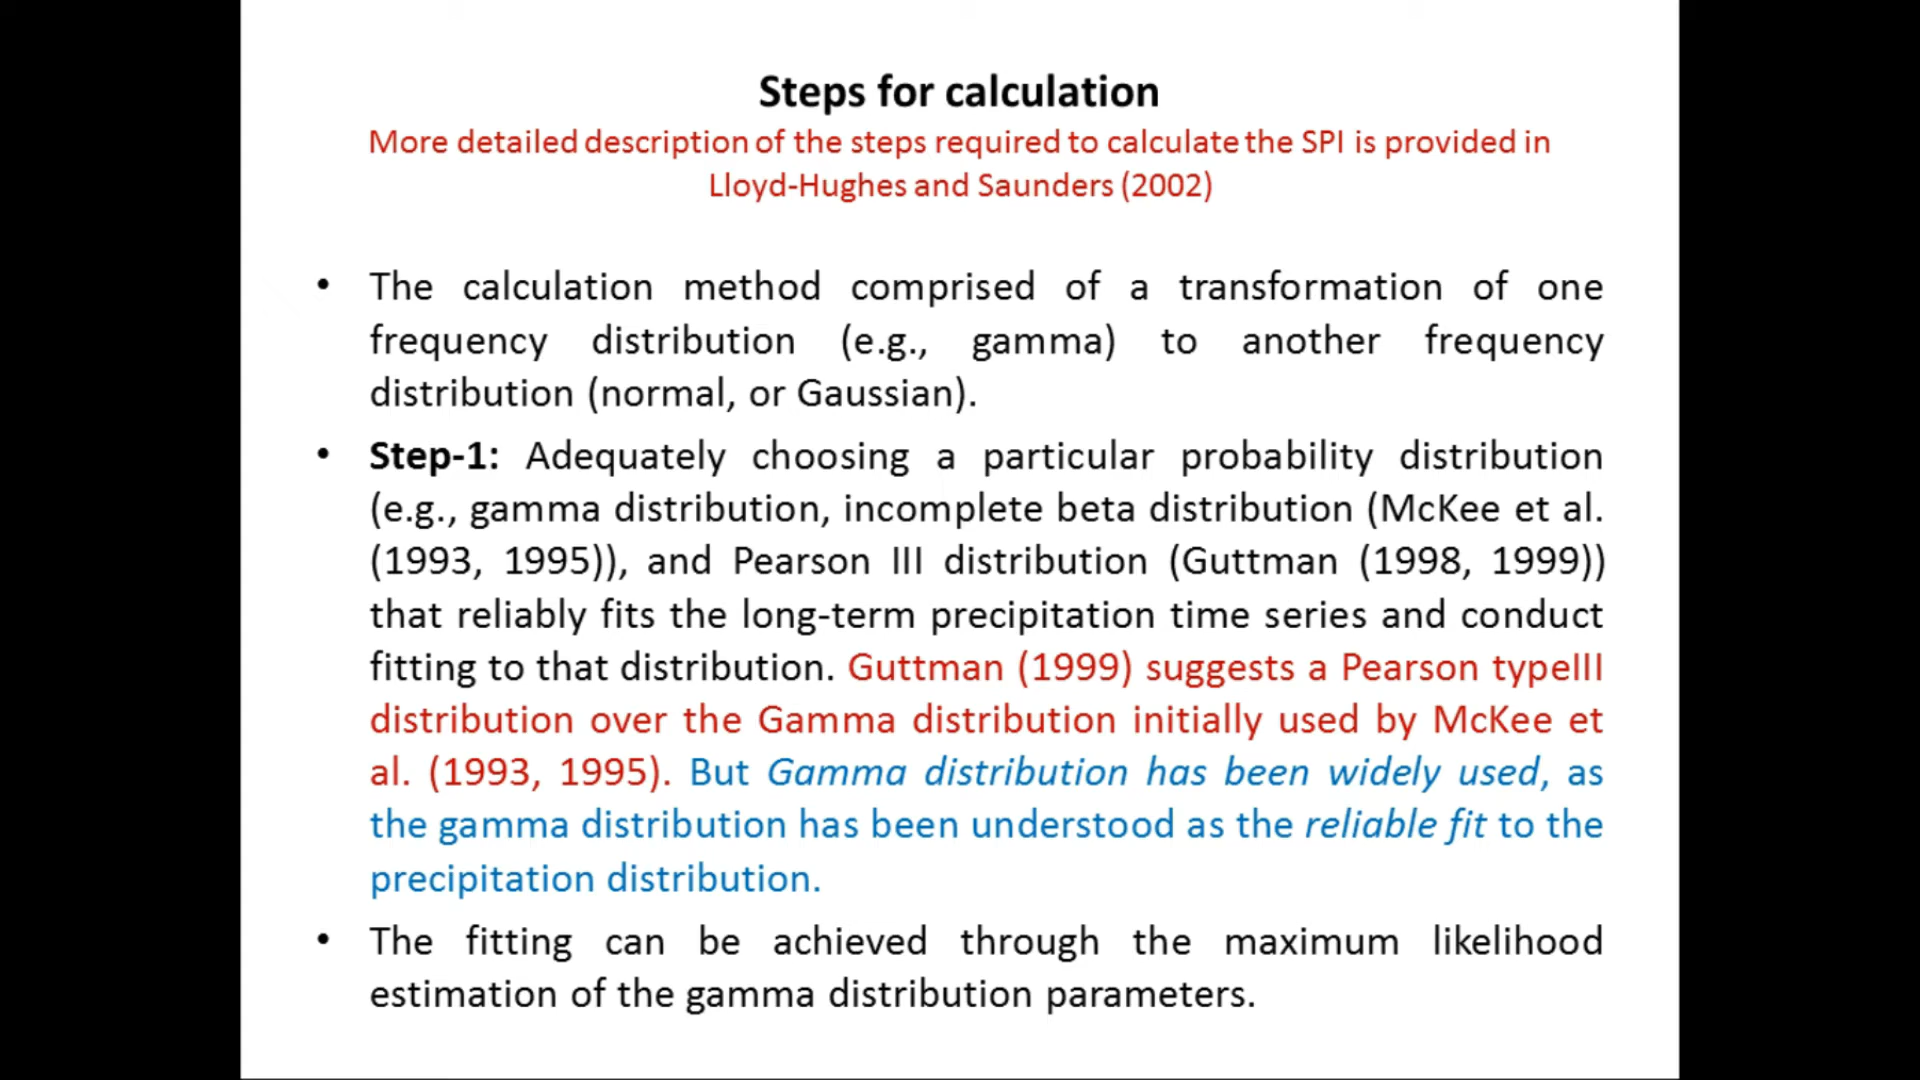 Steps for calculation
More detailed description of the steps required to calculate the SPI is provided in
Lloyd-Hughes and Saunders (2002)
• The calculation method comprised of a transformation of one
frequency distribution (e.g., gamma) to another frequency
distribution (normal, or Gaussian).
• Step-1: Adequately choosing a particular probability distribution
(e.g., gamma distribution, incomplete beta distribution (McKee et al.
(1993, 1995)), and Pearson III distribution (Guttman (1998, 1999))
that reliably fits the long-term precipitation time series and conduct
fitting to that distribution. Guttman (1999) suggests a Pearson typeIII
distribution over the Gamma distribution initially used by McKee et
al. (1993, 1995). But Gamma distribution has been widely used, as
the gamma distribution has been understood as the reliable fit to the
precipitation distribution.
• The fitting can be achieved through the maximum likelihood
estimation of the gamma distribution parameters.